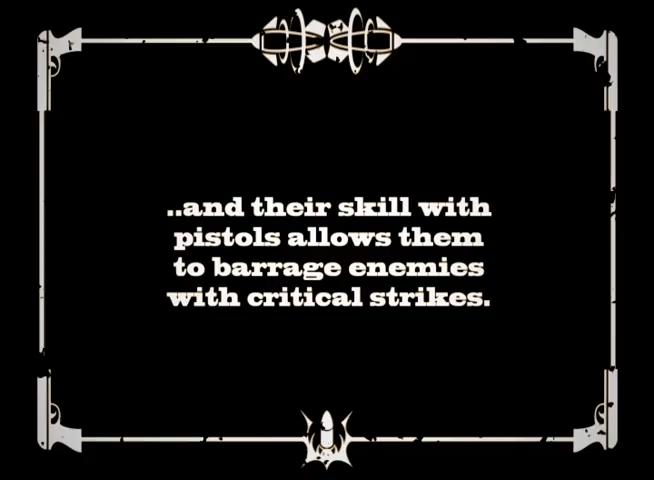 ..and their skill with
pistols allows them
to barrage enemies
with critical strikes.